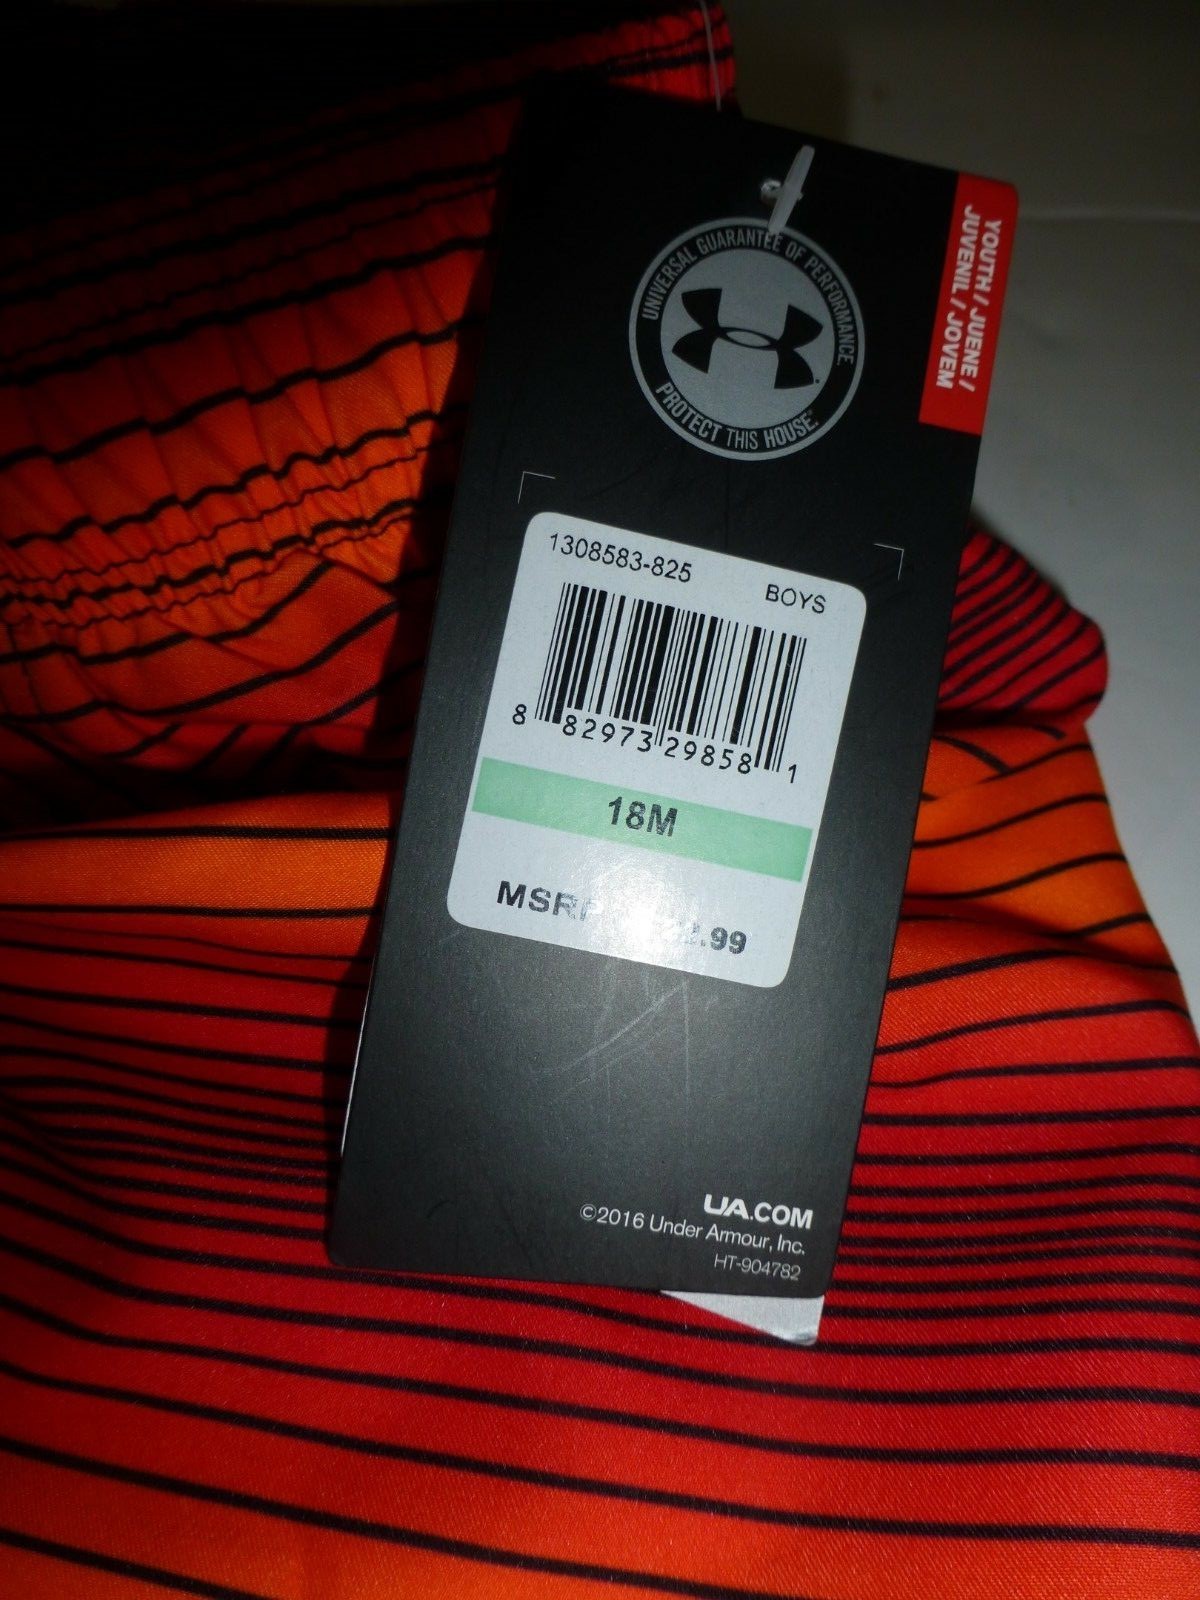 YOUTH / JUENE /
JUVENIL / JOVEM
UNIVERSAL GUARANTEE OF PERFORMANCE.
PROTECT THIS HOUSE.®
1308583-825
BOYS
8 82973 29858 1
18M
MSRP
UA.COM
©2016 Under Armour, Inc.
HT-904782